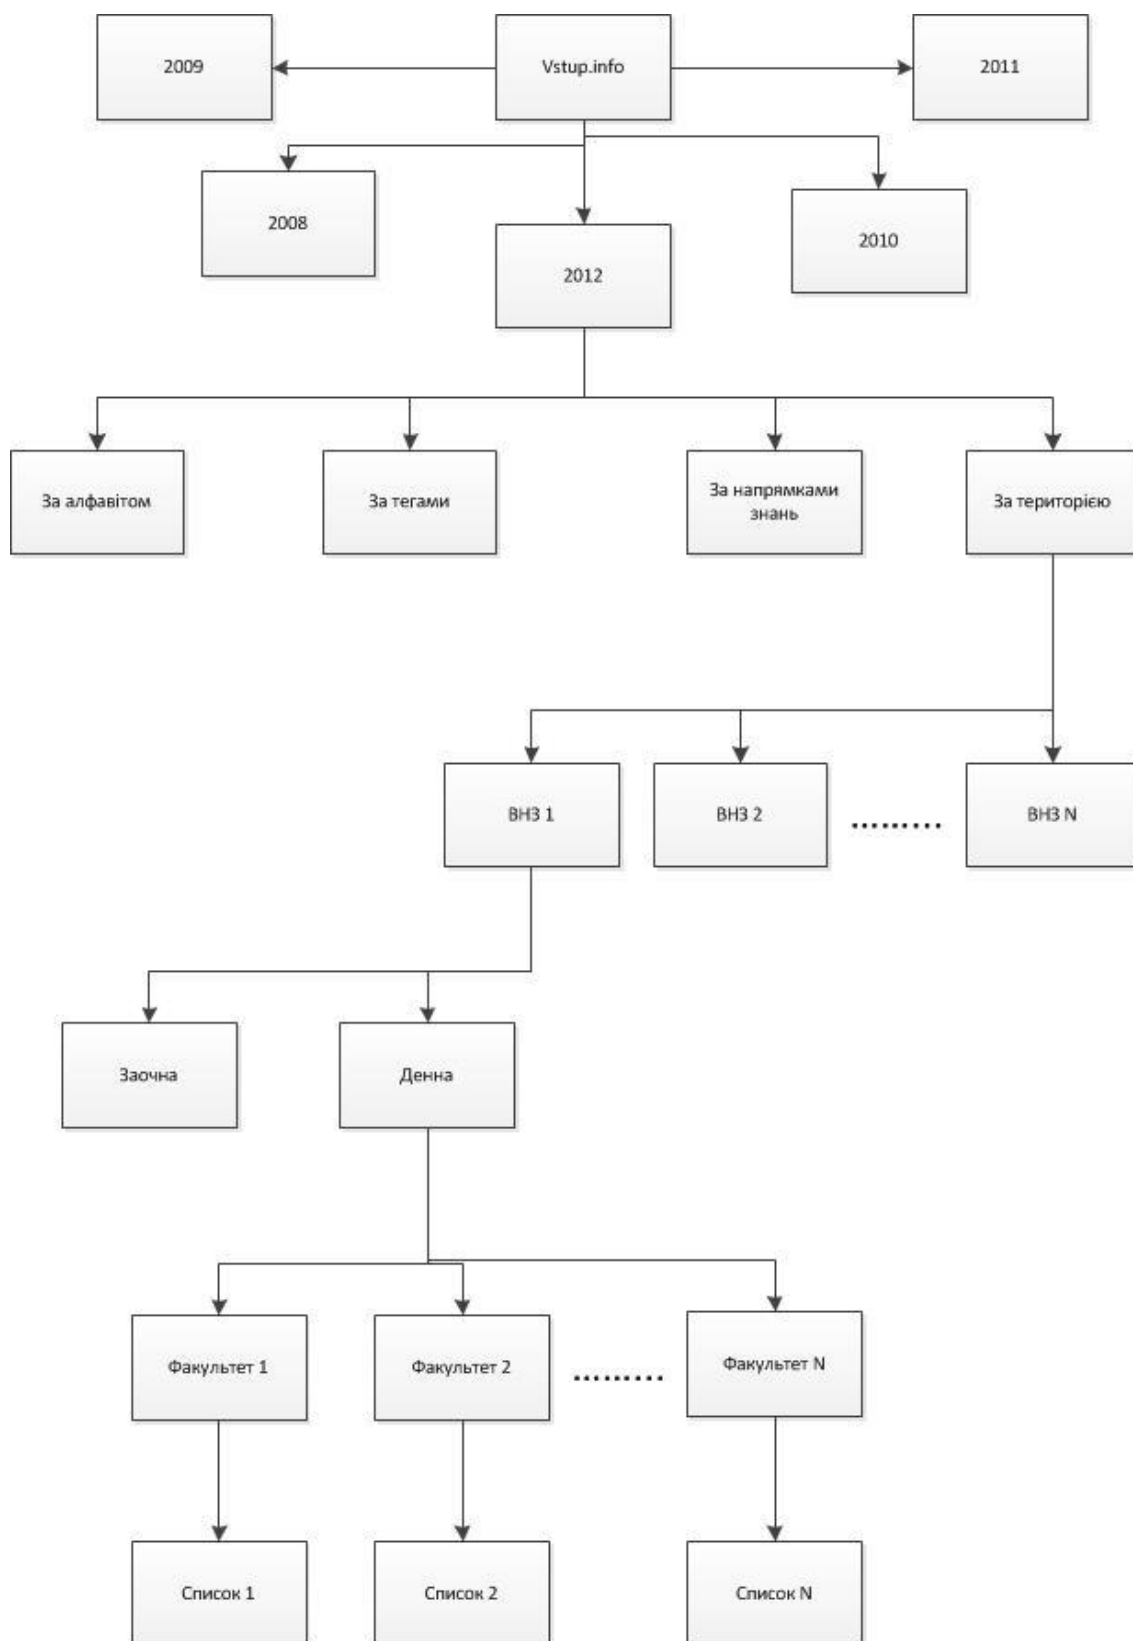 2009
Vstup.info
2011
2008
2010
2012
За алфавітом
За тегами
За напрямками
знань
За територією
ВНЗ 1
ВНЗ 2
.........
ВНЗ N
Заочна
Денна
Факультет 1
Факультет 2
.........
Факультет N
Список 1
Список 2
Список N